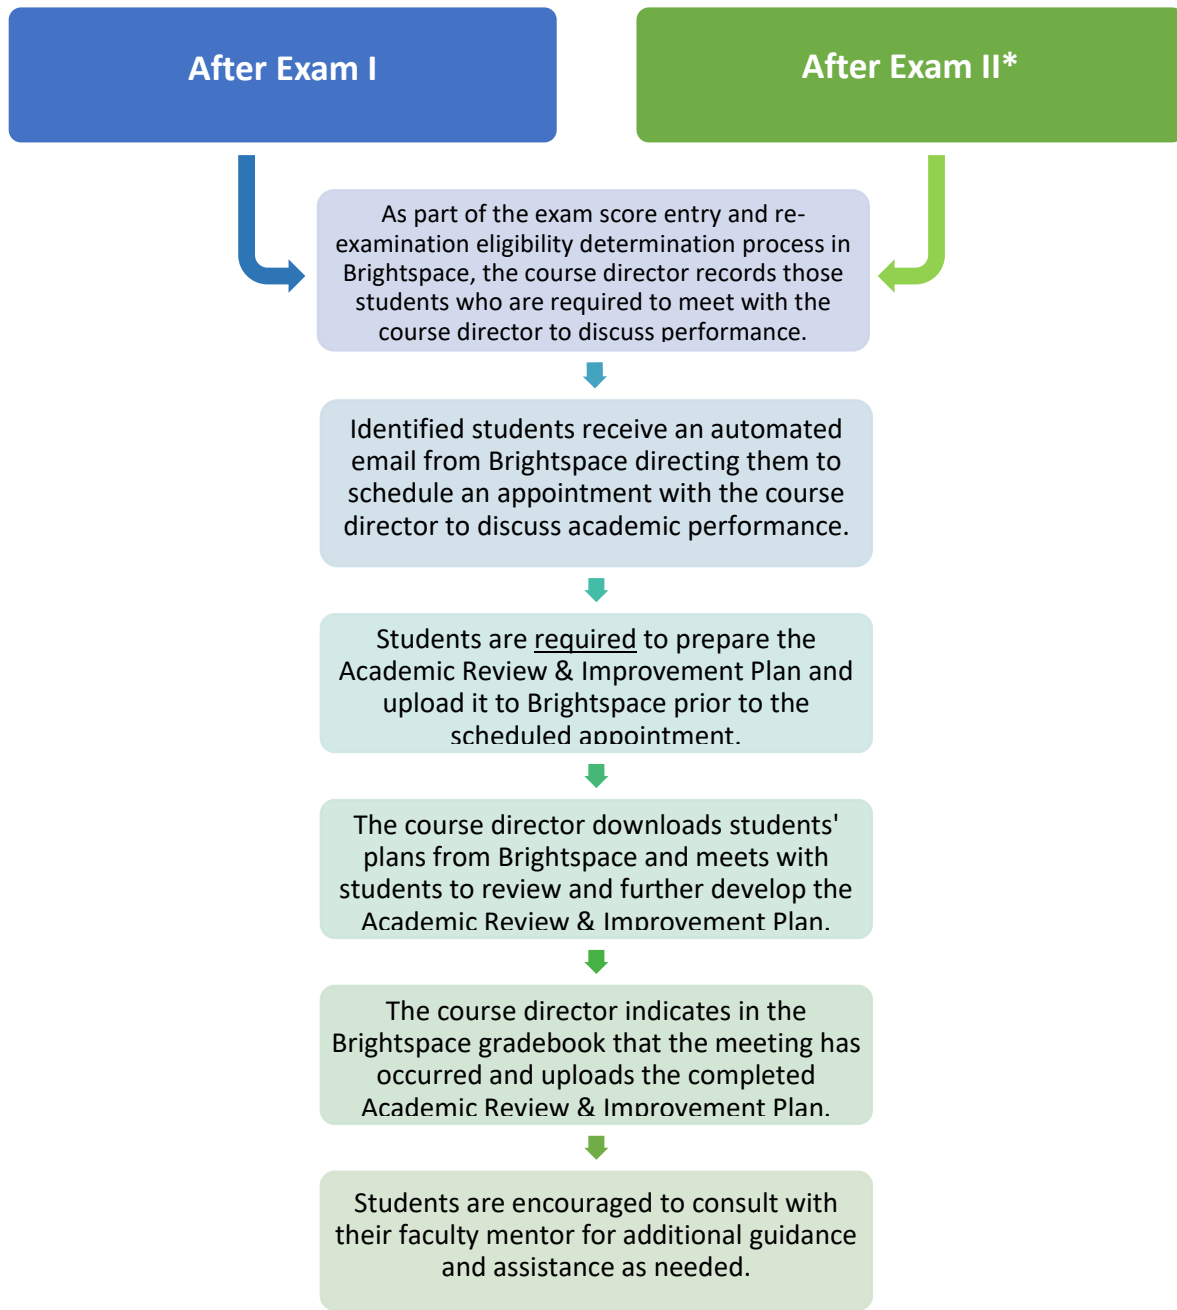 After Exam I
After Exam II*
As part of the exam score entry and re-
examination eligibility determination process in
Brightspace, the course director records those
students who are required to meet with the
course director to discuss performance.
Identified students receive an automated
email from Brightspace directing them to
schedule an appointment with the course
director to discuss academic performance.
Students are required to prepare the
Academic Review & Improvement Plan and
upload it to Brightspace prior to the
scheduled appointment.
The course director downloads students'
plans from Brightspace and meets with
students to review and further develop the
Academic Review & Improvement Plan.
The course director indicates in the
Brightspace gradebook that the meeting has
occurred and uploads the completed
Academic Review & Improvement Plan.
Students are encouraged to consult with
their faculty mentor for additional guidance
and assistance as needed.